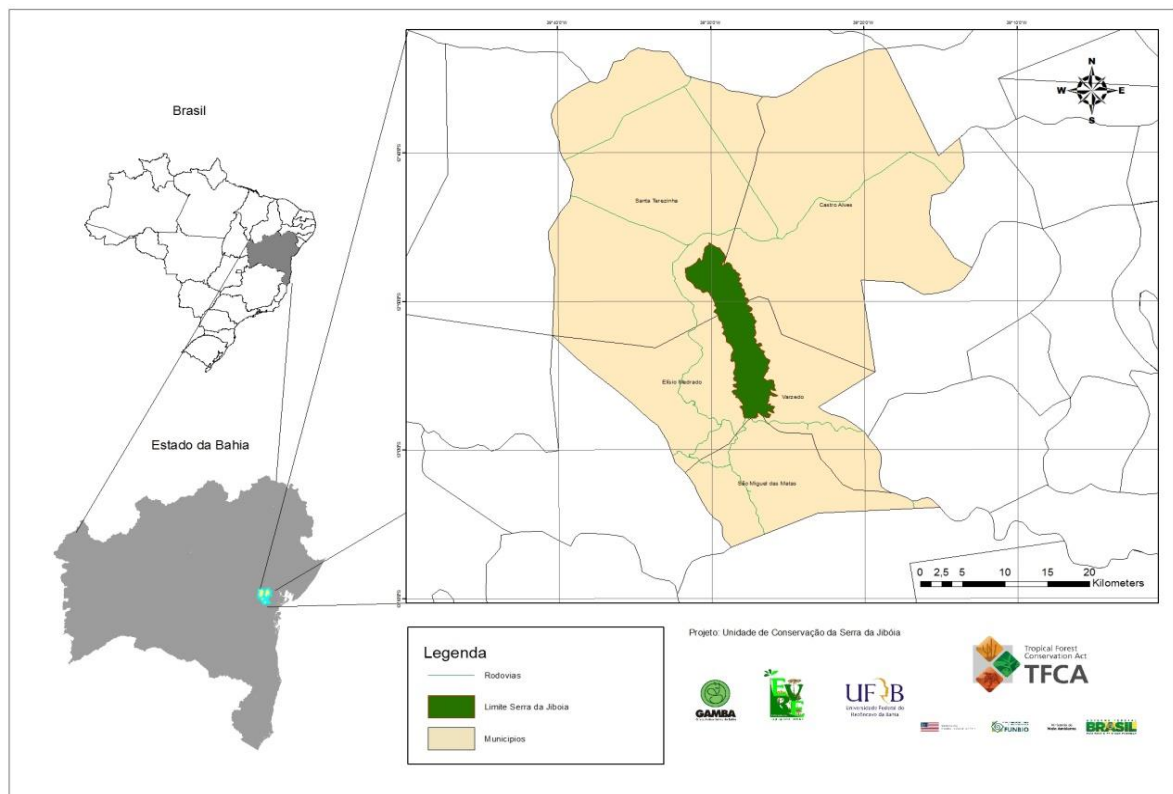 Brasil
Estado da Bahia
N
W E
S
Santa Terezinha
Castro Alves
Elísio Medrado
Varzedo
São Miguel das Matas
0 2,5 5 10 15 20
Kilometers
Legenda
Rodovias
Limite Serra da Jiboia
Municipios
Projeto: Unidade de Conservação da Serra da Jibóia
GAMBA
UFRB
Universidade Federal do
Recôncavo da Bahia
Tropical Forest
Conservation Act
TFCA
FUNBIO
Meio Ambiente
BRASIL